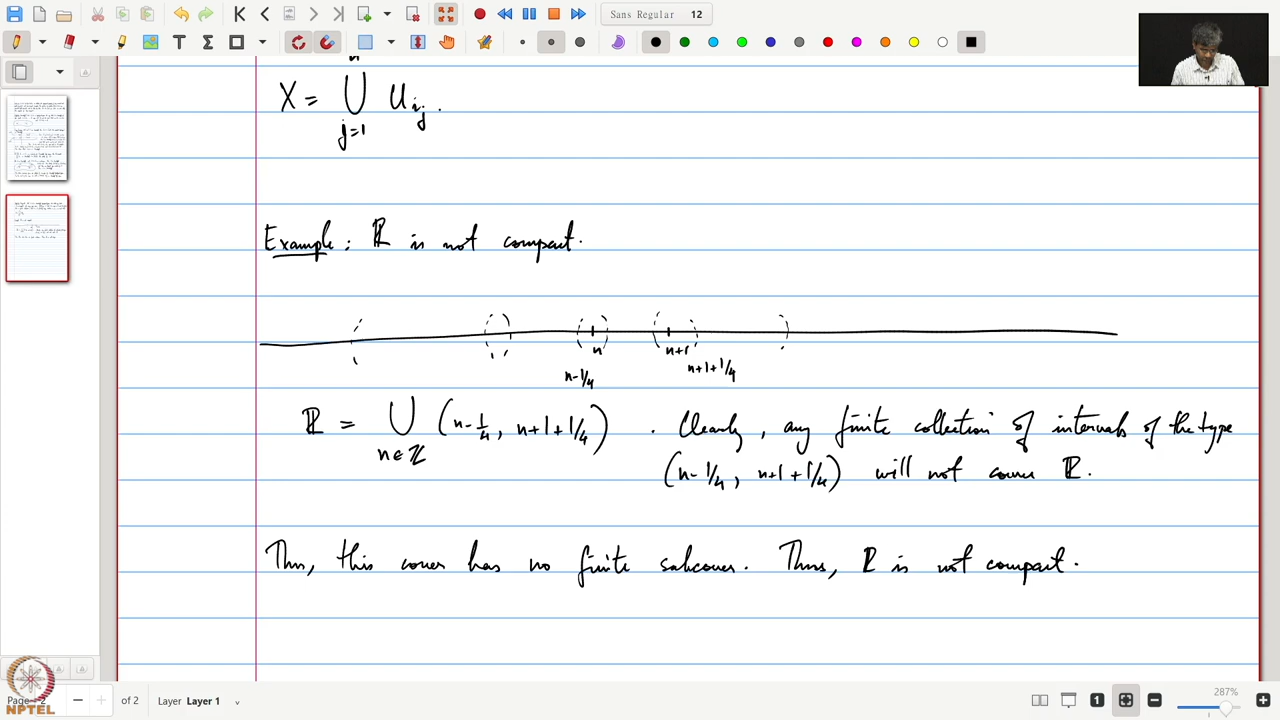 Sans Regular 12
n
X = ⋃ U_{i_j}.
j=1
Example: ℝ is not compact.
n n+1
n-1/4 n+1+1/4
ℝ = ⋃ (n-1/4, n+1+1/4). Clearly, any finite collection of intervals of the type
n∈ℤ
(n-1/4, n+1+1/4) will not cover ℝ.
Thus, this cover has no finite subcover. Thus, ℝ is not compact.
NPTEL
Page 2 of 2 Layer Layer 1
287%